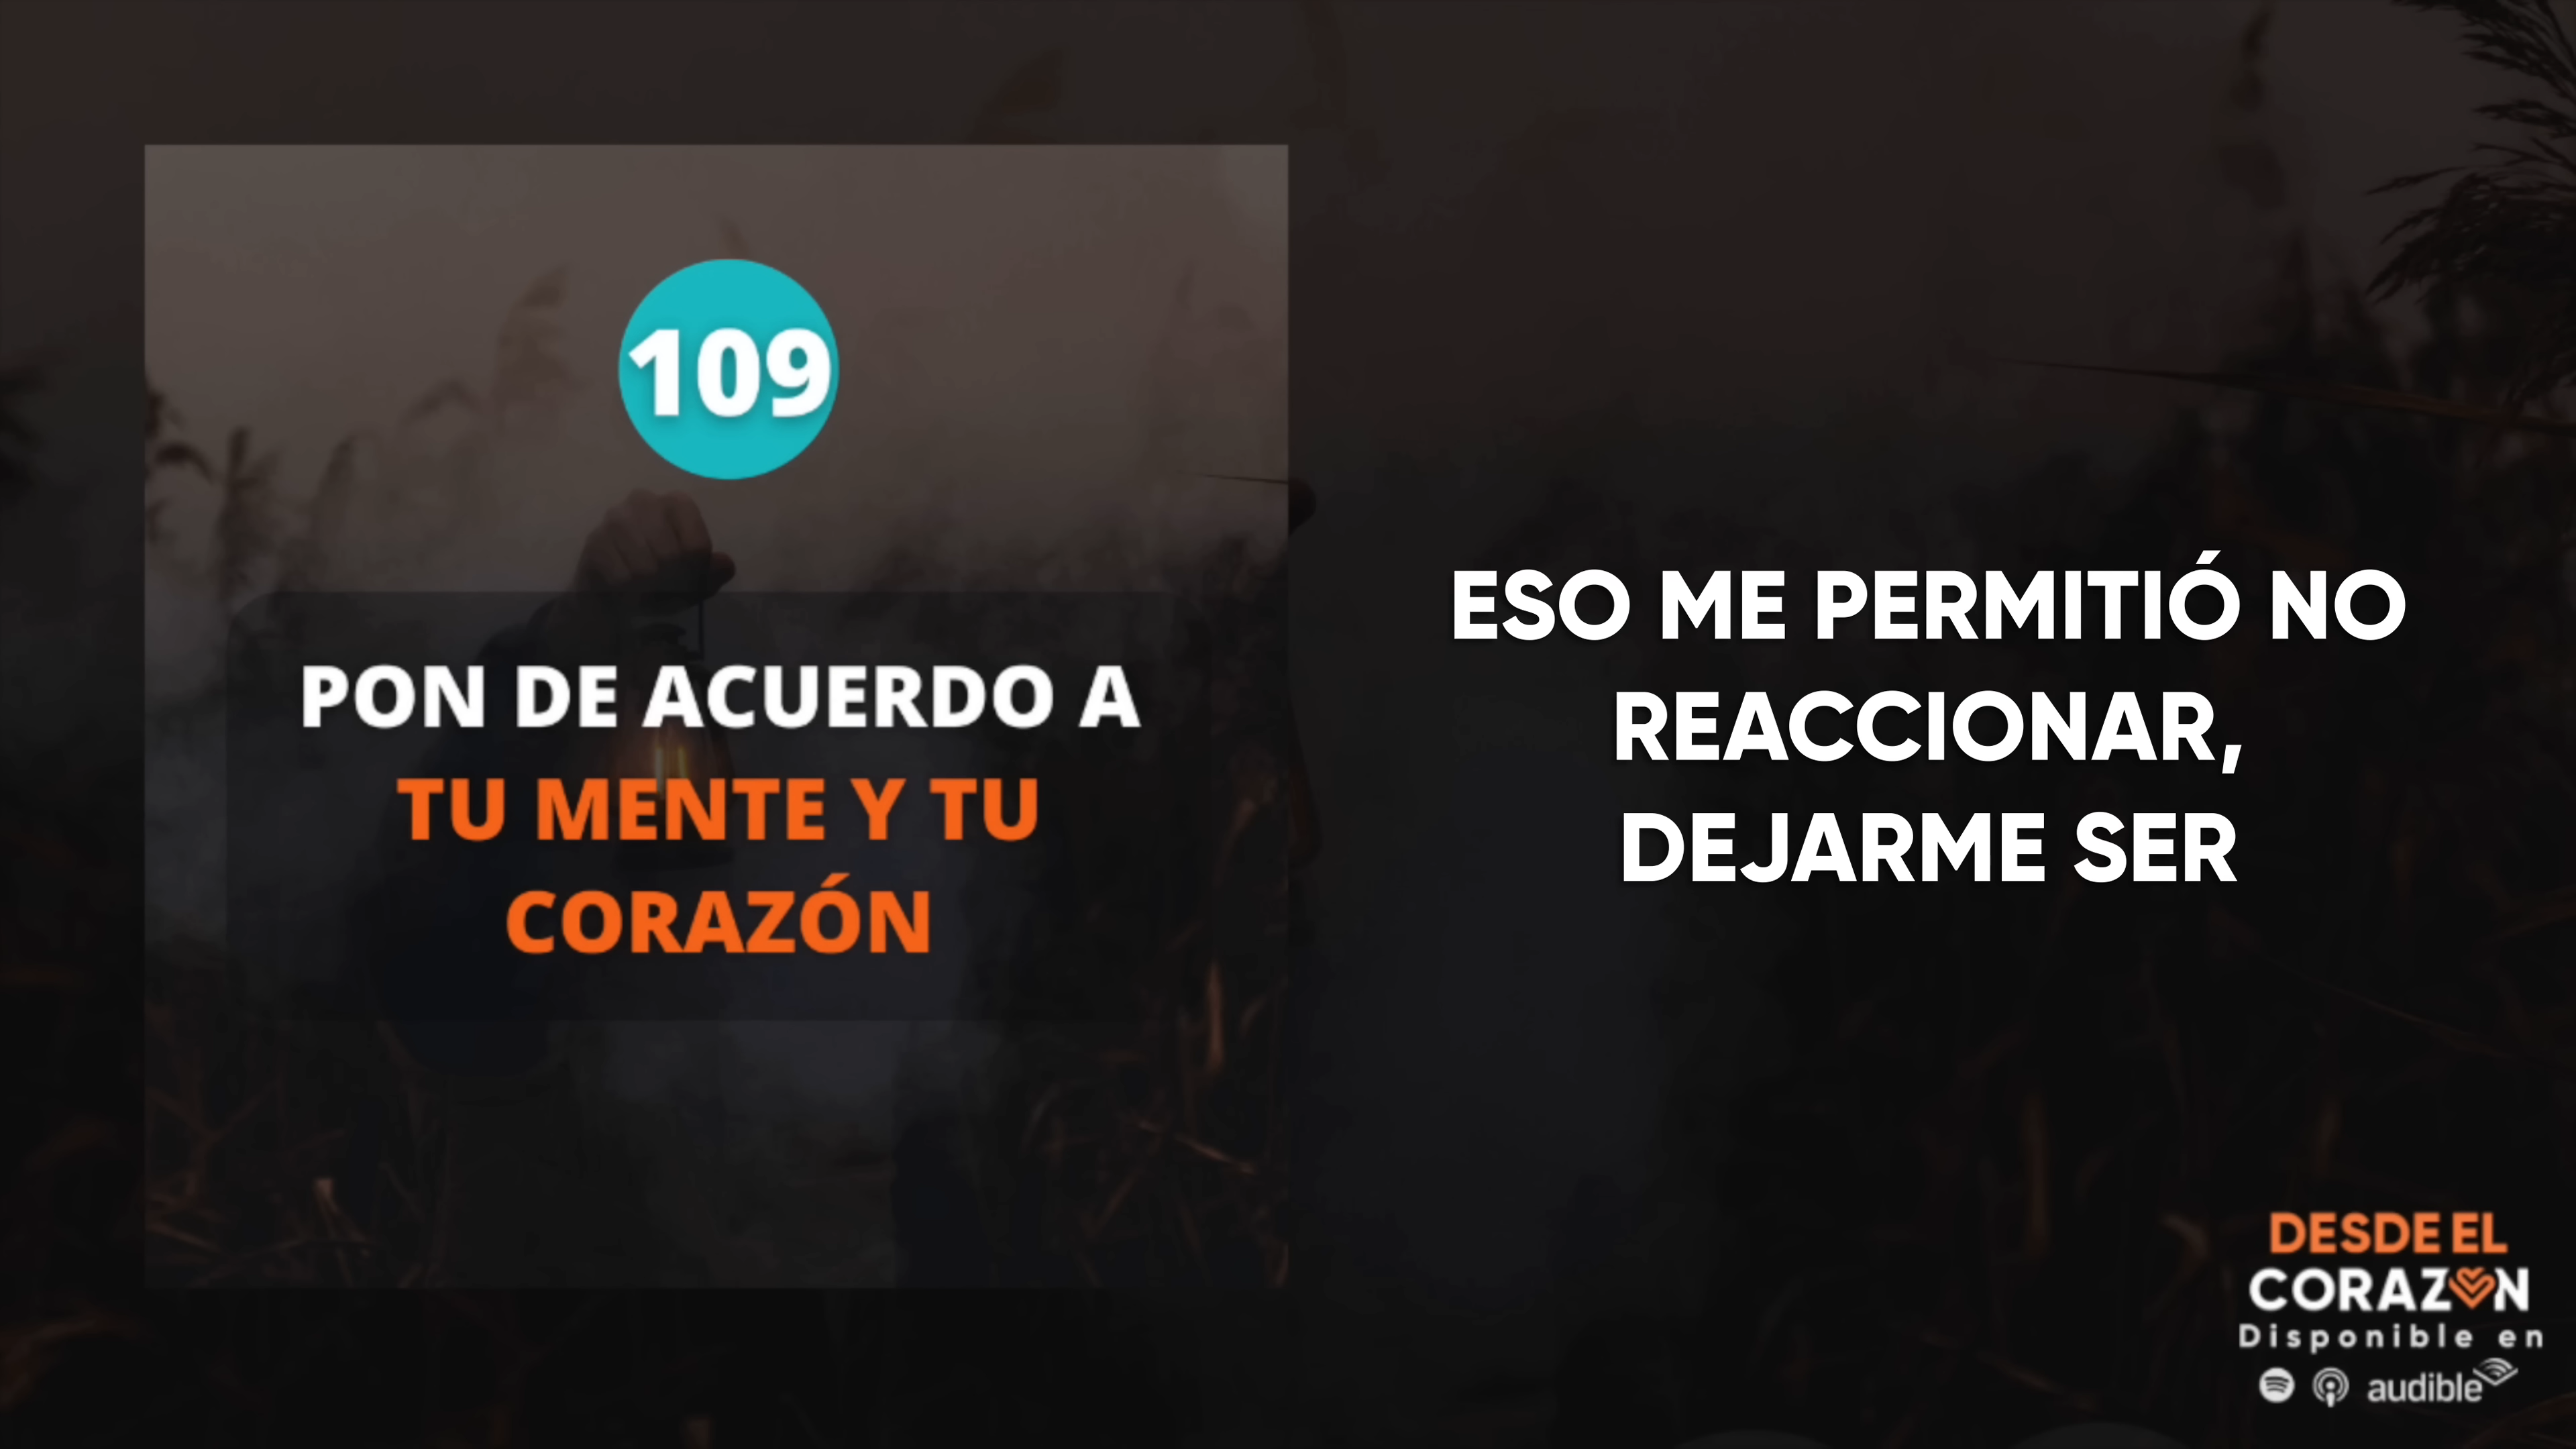 109
PON DE ACUERDO A
TU MENTE Y TU
CORAZÓN
ESO ME PERMITIÓ NO
REACCIONAR,
DEJARME SER
DESDE EL
CORAZÓN
Disponible en
audible